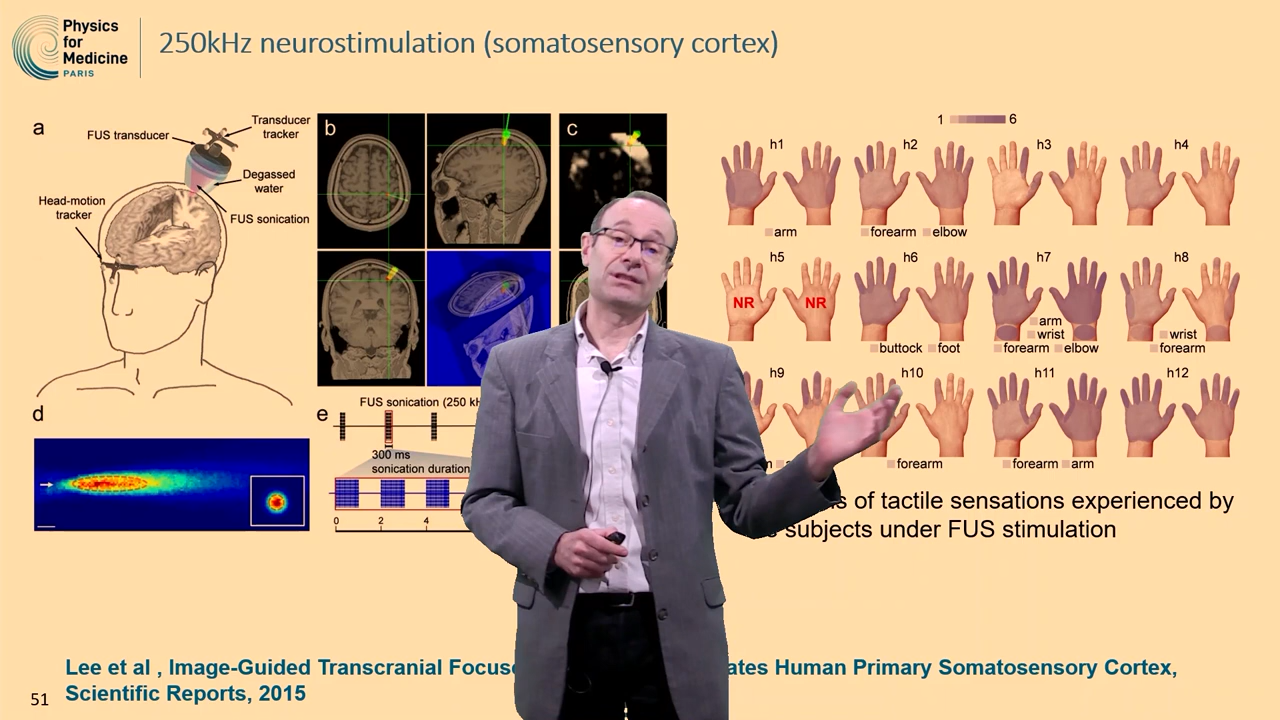 Physics
for
Medicine
PARIS
250kHz neurostimulation (somatosensory cortex)
a
FUS transducer
Transducer
tracker
Degassed
water
Head-motion
tracker
FUS sonication
b
c
d
e
FUS sonication (250
300 ms
sonication duration
0 2 4
1 6
h1 h2 h3 h4
arm forearm elbow
h5 h6 h7 h8
NR NR
arm
wrist wrist
buttock foot forearm elbow forearm
h9 h10 h11 h12
forearm forearm arm
of tactile sensations experienced by
subjects under FUS stimulation
Lee et al , Image-Guided Transcranial Human Primary Somatosensory Cortex,
Scientific Reports, 2015
51